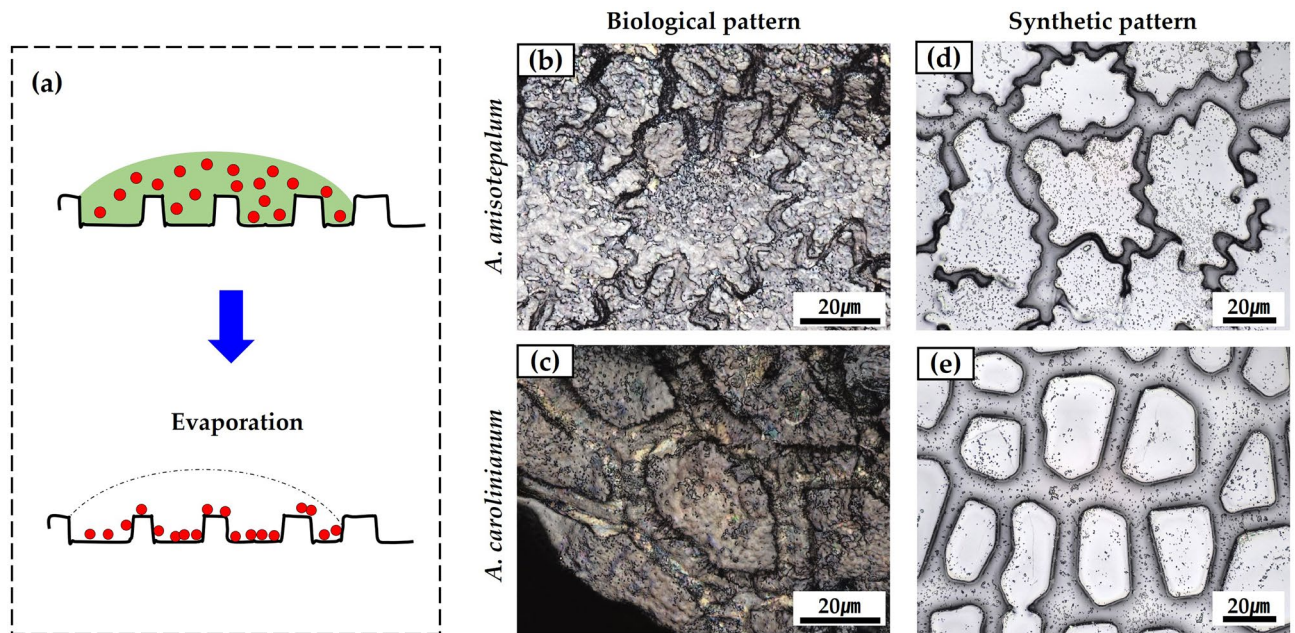 Biological pattern
Synthetic pattern
(a)
Evaporation
A. anisotepalum
(b)
20㎛
(d)
20㎛
A. carolinianum
(c)
20㎛
(e)
20㎛